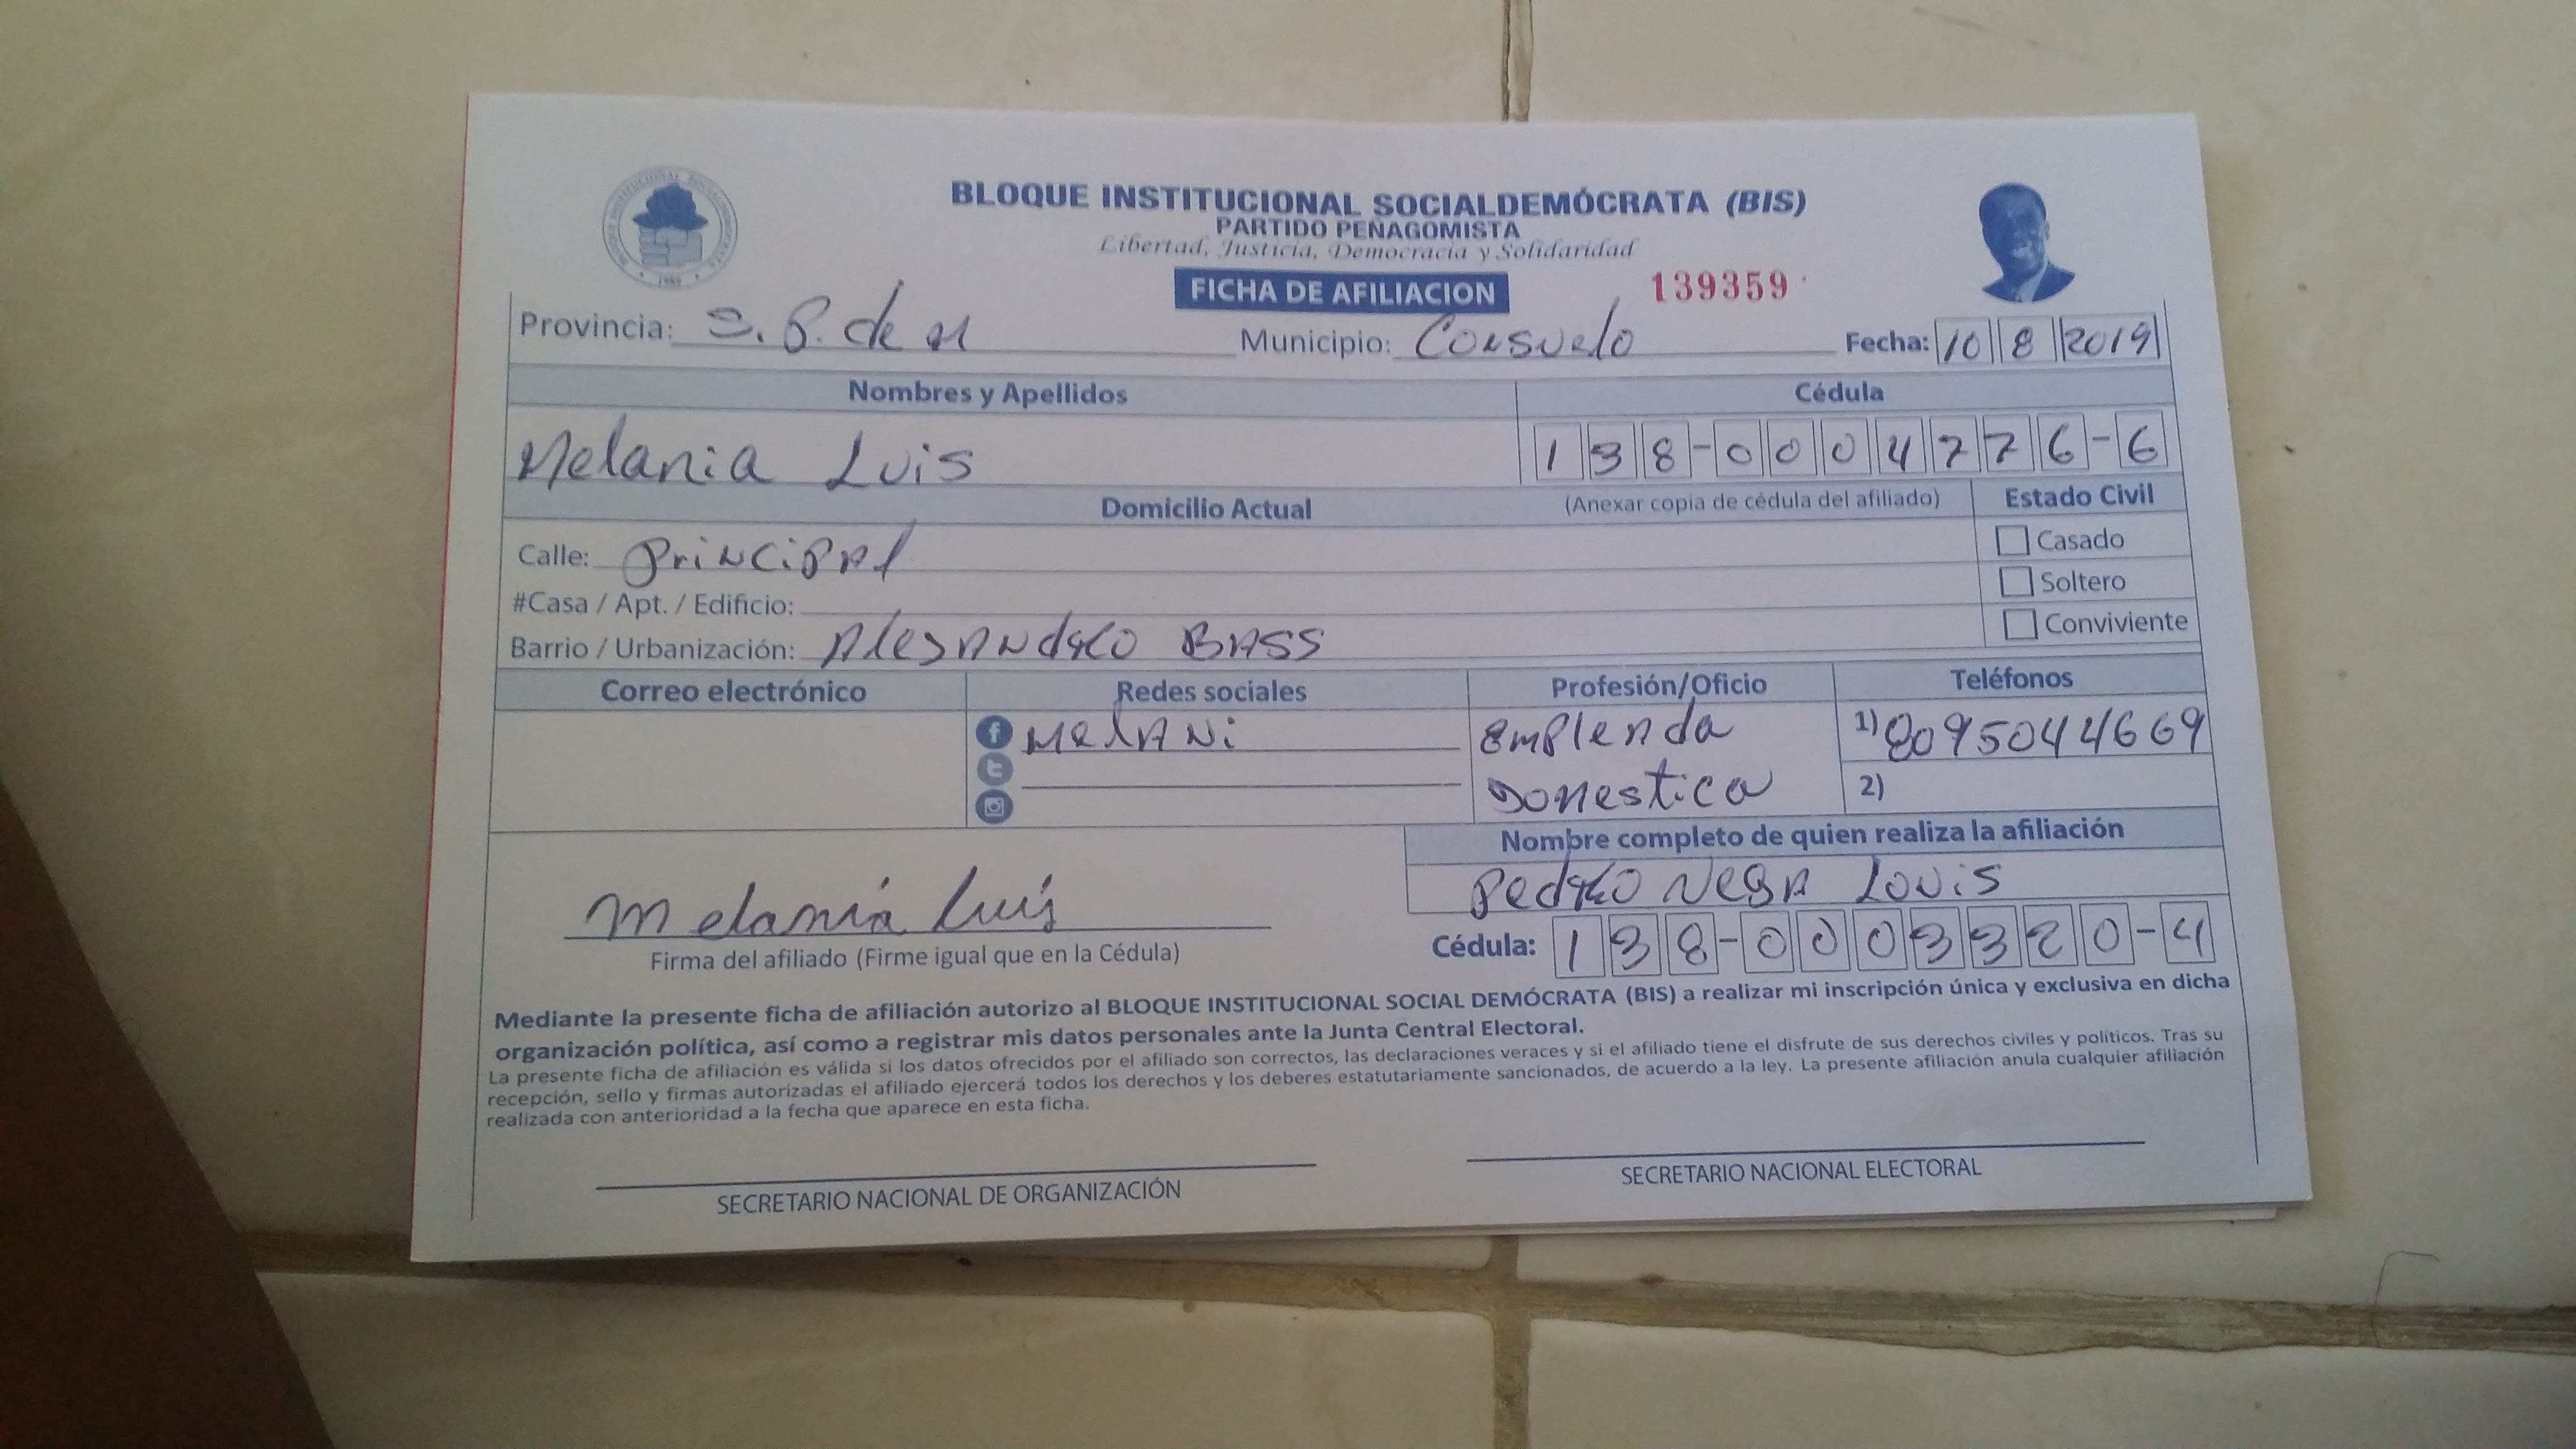 BLOQUE INSTITUCIONAL SOCIALDEMÓCRATA (BIS)
PARTIDO PEÑAGOMISTA
Libertad, Justicia, Democracia y Solidaridad
FICHA DE AFILIACION 139359
Provincia: S. P. de M Municipio: Consuelo Fecha: 10 8 2019
Nombres y Apellidos Cédula
Melania Luis 138-0004776-6
Domicilio Actual (Anexar copia de cédula del afiliado) Estado Civil
Calle: Principal Casado
#Casa / Apt. / Edificio: Soltero
Barrio / Urbanización: Alesandro Bass Conviviente
Correo electrónico Redes sociales Profesión/Oficio Teléfonos
Melani Emplenda 1) 8095044669
Domestica 2)
Nombre completo de quien realiza la afiliación
Pedro Louis
Melania Luis
Firma del afiliado (Firme igual que en la Cédula) Cédula: 138-0003320-4
Mediante la presente ficha de afiliación autorizo al BLOQUE INSTITUCIONAL SOCIAL DEMÓCRATA (BIS) a realizar mi inscripción única y exclusiva en dicha
organización política, así como a registrar mis datos personales ante la Junta Central Electoral.
La presente ficha de afiliación es válida si los datos ofrecidos por el afiliado son correctos, las declaraciones veraces y si el afiliado tiene el disfrute de sus derechos civiles y políticos. Tras su
recepción, sello y firmas autorizadas el afiliado ejercerá todos los derechos y los deberes estatutariamente sancionados, de acuerdo a la ley. La presente afiliación anula cualquier afiliación
realizada con anterioridad a la fecha que aparece en esta ficha.
SECRETARIO NACIONAL DE ORGANIZACIÓN SECRETARIO NACIONAL ELECTORAL